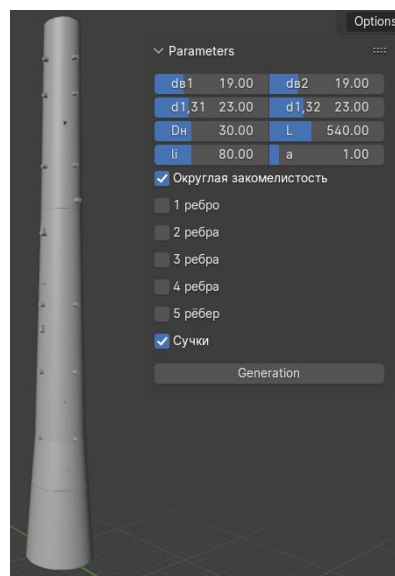 Options
Parameters
dв1 19.00 dв2 19.00
d1,31 23.00 d1,32 23.00
Dн 30.00 L 540.00
li 80.00 a 1.00
Округлая закомелистость
1 ребро
2 ребра
3 ребра
4 ребра
5 рёбер
Сучки
Generation